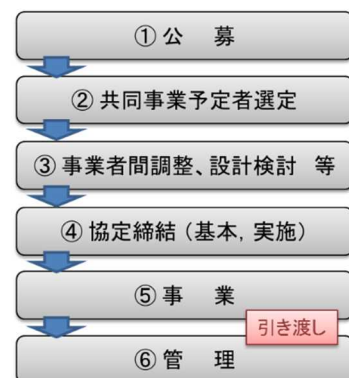 ①公　募
②共同事業予定者選定
③事業者間調整、設計検討 等
④協定締結（基本，実施）
⑤事　業
引き渡し
⑥管　理